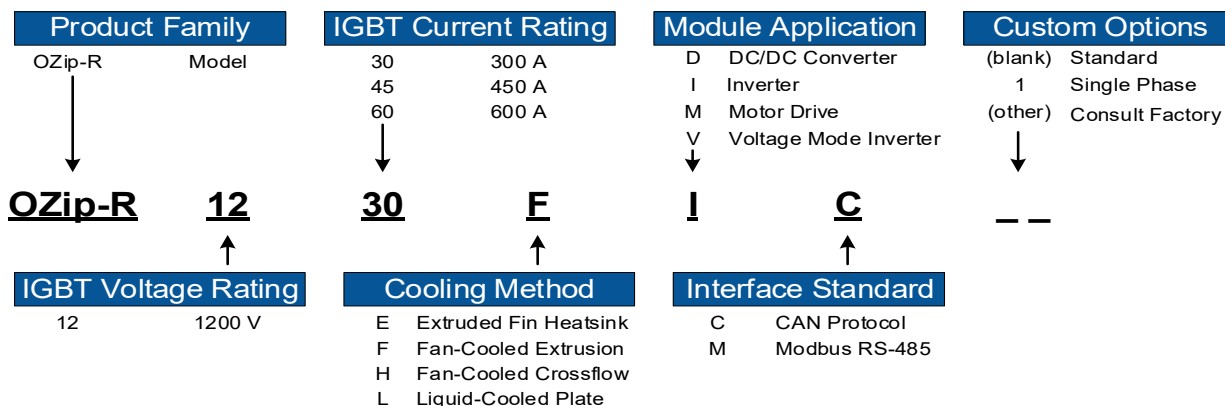 Product Family IGBT Current Rating Module Application Custom Options
OZip-R Model 30 300 A D DC/DC Converter (blank) Standard
45 450 A I Inverter 1 Single Phase
60 600 A M Motor Drive (other) Consult Factory
V Voltage Mode Inverter
OZip-R 12 30 F I C _ _
IGBT Voltage Rating Cooling Method Interface Standard
12 1200 V E Extruded Fin Heatsink C CAN Protocol
F Fan-Cooled Extrusion M Modbus RS-485
H Fan-Cooled Crossflow
L Liquid-Cooled Plate